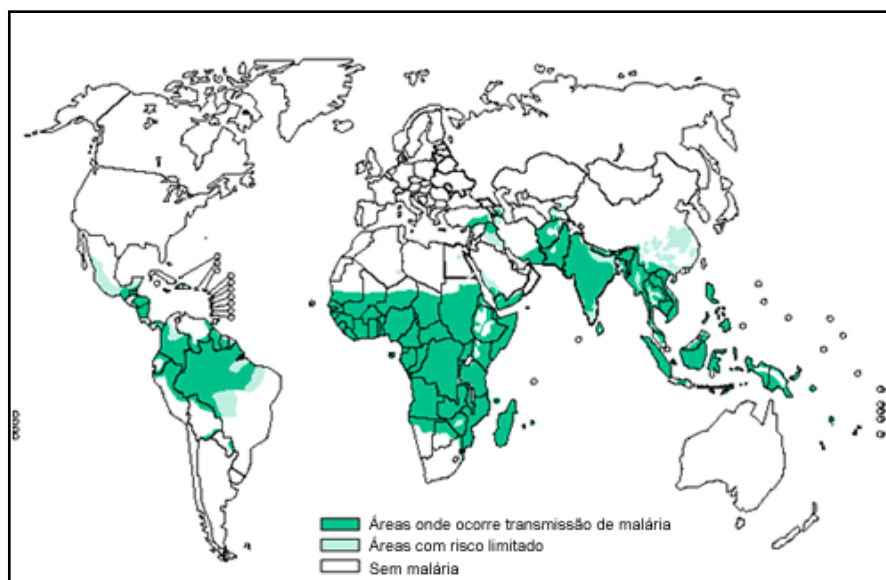 Áreas onde ocorre transmissão de malária
Áreas com risco limitado
Sem malária